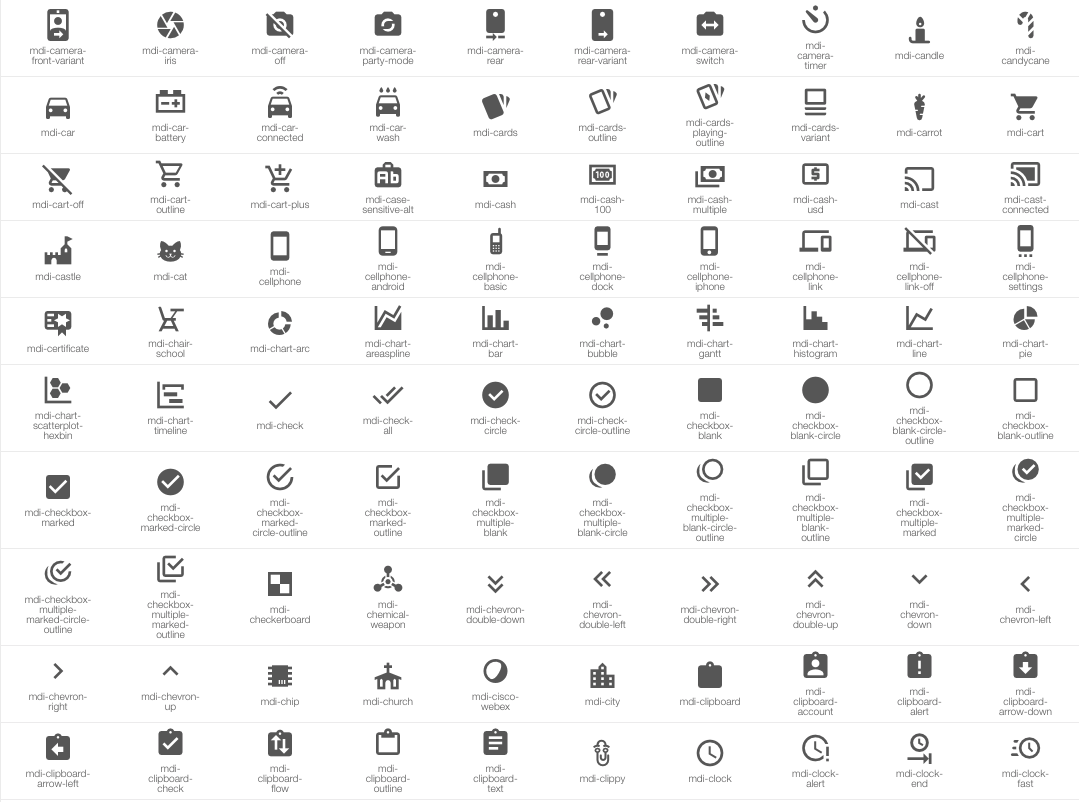 mdi-camera-
front-variant
mdi-camera-
iris
mdi-camera-
off
mdi-camera-
party-mode
mdi-camera-
rear
mdi-camera-
rear-variant
mdi-camera-
switch
mdi-
camera-
timer
mdi-candle
mdi-
candycane
mdi-car
mdi-car-
battery
mdi-car-
connected
mdi-car-
wash
mdi-cards
mdi-cards-
outline
mdi-cards-
playing-
outline
mdi-cards-
variant
mdi-carrot
mdi-cart
mdi-cart-off
mdi-cart-
outline
mdi-cart-plus
Ab
mdi-case-
sensitive-alt
mdi-cash
100
mdi-cash-
100
mdi-cash-
multiple
$
mdi-cash-
usd
mdi-cast
mdi-cast-
connected
mdi-castle
mdi-cat
mdi-
cellphone
mdi-
cellphone-
android
mdi-
cellphone-
basic
mdi-
cellphone-
dock
mdi-
cellphone-
iphone
mdi-
cellphone-
link
mdi-
cellphone-
link-off
mdi-
cellphone-
settings
mdi-certificate
mdi-chair-
school
mdi-chart-arc
mdi-chart-
areaspline
mdi-chart-
bar
mdi-chart-
bubble
mdi-chart-
gantt
mdi-chart-
histogram
mdi-chart-
line
mdi-chart-
pie
mdi-chart-
scatterplot-
hexbin
mdi-chart-
timeline
mdi-check
mdi-check-
all
mdi-check-
circle
mdi-check-
circle-outline
mdi-
checkbox-
blank
mdi-
checkbox-
blank-circle
mdi-
checkbox-
blank-circle-
outline
mdi-
checkbox-
blank-outline
mdi-checkbox-
marked
mdi-
checkbox-
marked-circle
mdi-
checkbox-
marked-
circle-outline
mdi-
checkbox-
marked-
outline
mdi-
checkbox-
multiple-
blank
mdi-
checkbox-
multiple-
blank-circle
mdi-
checkbox-
multiple-
blank-circle-
outline
mdi-
checkbox-
multiple-
blank-
outline
mdi-
checkbox-
multiple-
marked
mdi-
checkbox-
multiple-
marked-
circle
mdi-checkbox-
multiple-
marked-circle-
outline
mdi-
checkbox-
multiple-
marked-
outline
mdi-
checkerboard
mdi-
chemical-
weapon
mdi-chevron-
double-down
mdi-
chevron-
double-left
mdi-chevron-
double-right
mdi-
chevron-
double-up
mdi-
chevron-
down
mdi-
chevron-left
mdi-chevron-
right
mdi-chevron-
up
mdi-chip
mdi-church
mdi-cisco-
webex
mdi-city
mdi-clipboard
mdi-
clipboard-
account
mdi-
clipboard-
alert
mdi-
clipboard-
arrow-down
mdi-clipboard-
arrow-left
mdi-
clipboard-
check
mdi-
clipboard-
flow
mdi-
clipboard-
outline
mdi-
clipboard-
text
mdi-clippy
mdi-clock
mdi-clock-
alert
mdi-clock-
end
mdi-clock-
fast